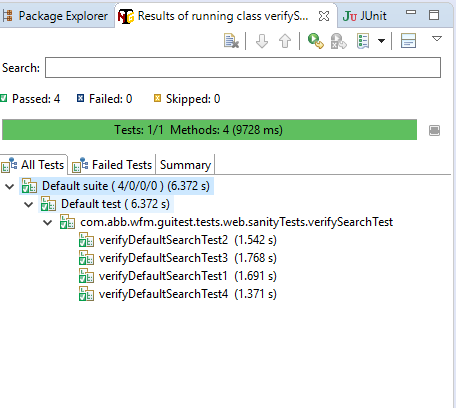 Package Explorer Results of running class verifyS... JUnit
Search:
Passed: 4 Failed: 0 Skipped: 0
Tests: 1/1 Methods: 4 (9728 ms)
All Tests Failed Tests Summary
Default suite ( 4/0/0/0 ) (6.372 s)
Default test ( 6.372 s)
com.abb.wfm.guitest.tests.web.sanityTests.verifySearchTest
verifyDefaultSearchTest2 (1.542 s)
verifyDefaultSearchTest3 (1.768 s)
verifyDefaultSearchTest1 (1.691 s)
verifyDefaultSearchTest4 (1.371 s)